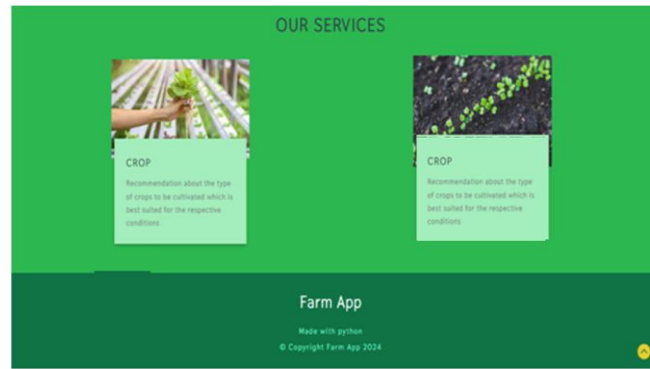 OUR SERVICES
CROP
Recommendation about the type
of crops to be cultivated which is
best suited for the respective
conditions
CROP
Recommendation about the type
of crops to be cultivated which is
best suited for the respective
conditions
Farm App
Made with python
© Copyright Farm App 2024